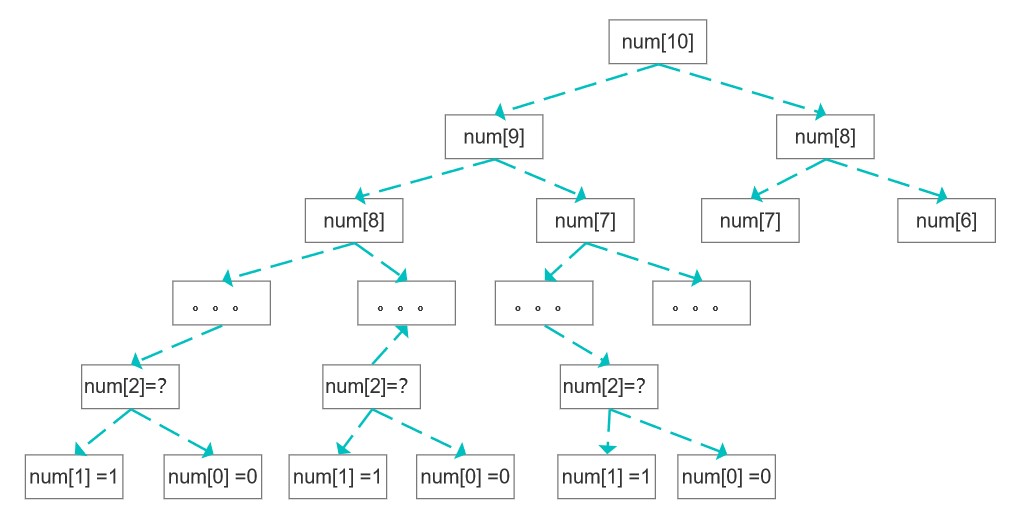 num[10]
num[9]
num[8]
num[8]
num[7]
num[7]
num[6]
。。。
。。。
。。。
。。。
num[2]=?
num[2]=?
num[2]=?
num[1] =1
num[0] =0
num[1] =1
num[0] =0
num[1] =1
num[0] =0